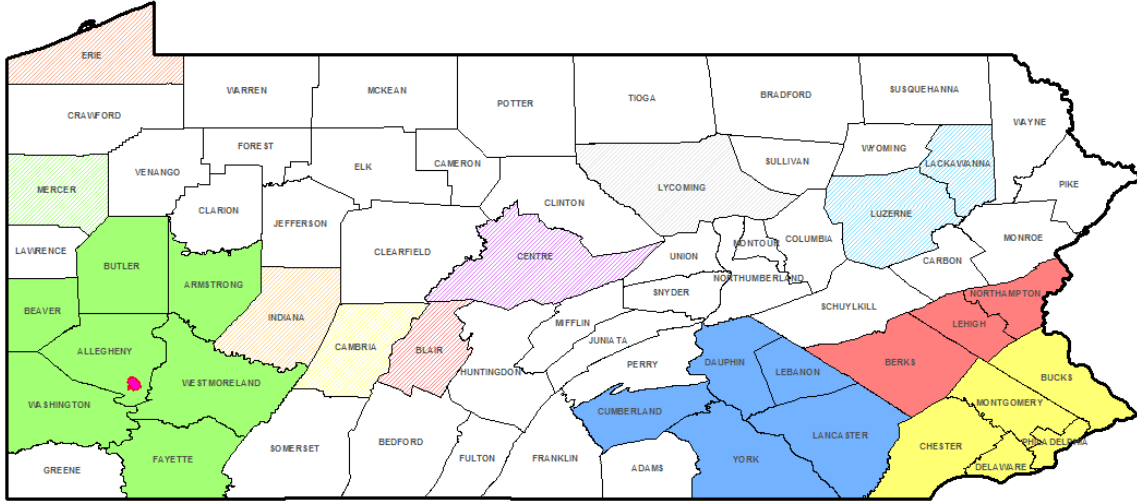 ERIE
CRAWFORD
WARREN
MCKEAN
POTTER
TIOGA
BRADFORD
SUSQUEHANNA
WAYNE
MERCER
VENANGO
FOREST
ELK
CAMERON
CLINTON
LYCOMING
SULLIVAN
WYOMING
LACKAWANNA
PIKE
CLARION
JEFFERSON
CLEARFIELD
CENTRE
UNION
MONTOUR
COLUMBIA
LUZERNE
MONROE
LAWRENCE
BUTLER
ARMSTRONG
NORTHUMBERLAND
CARBON
SNYDER
SCHUYLKILL
NORTHAMPTON
BEAVER
INDIANA
CAMBRIA
BLAIR
MIFFLIN
JUNIATA
LEHIGH
ALLEGHENY
HUNTINGDON
PERRY
DAUPHIN
LEBANON
BERKS
BUCKS
WESTMORELAND
WASHINGTON
CUMBERLAND
LANCASTER
MONTGOMERY
PHILADELPHIA
CHESTER
DELAWARE
GREENE
FAYETTE
SOMERSET
BEDFORD
FULTON
FRANKLIN
ADAMS
YORK